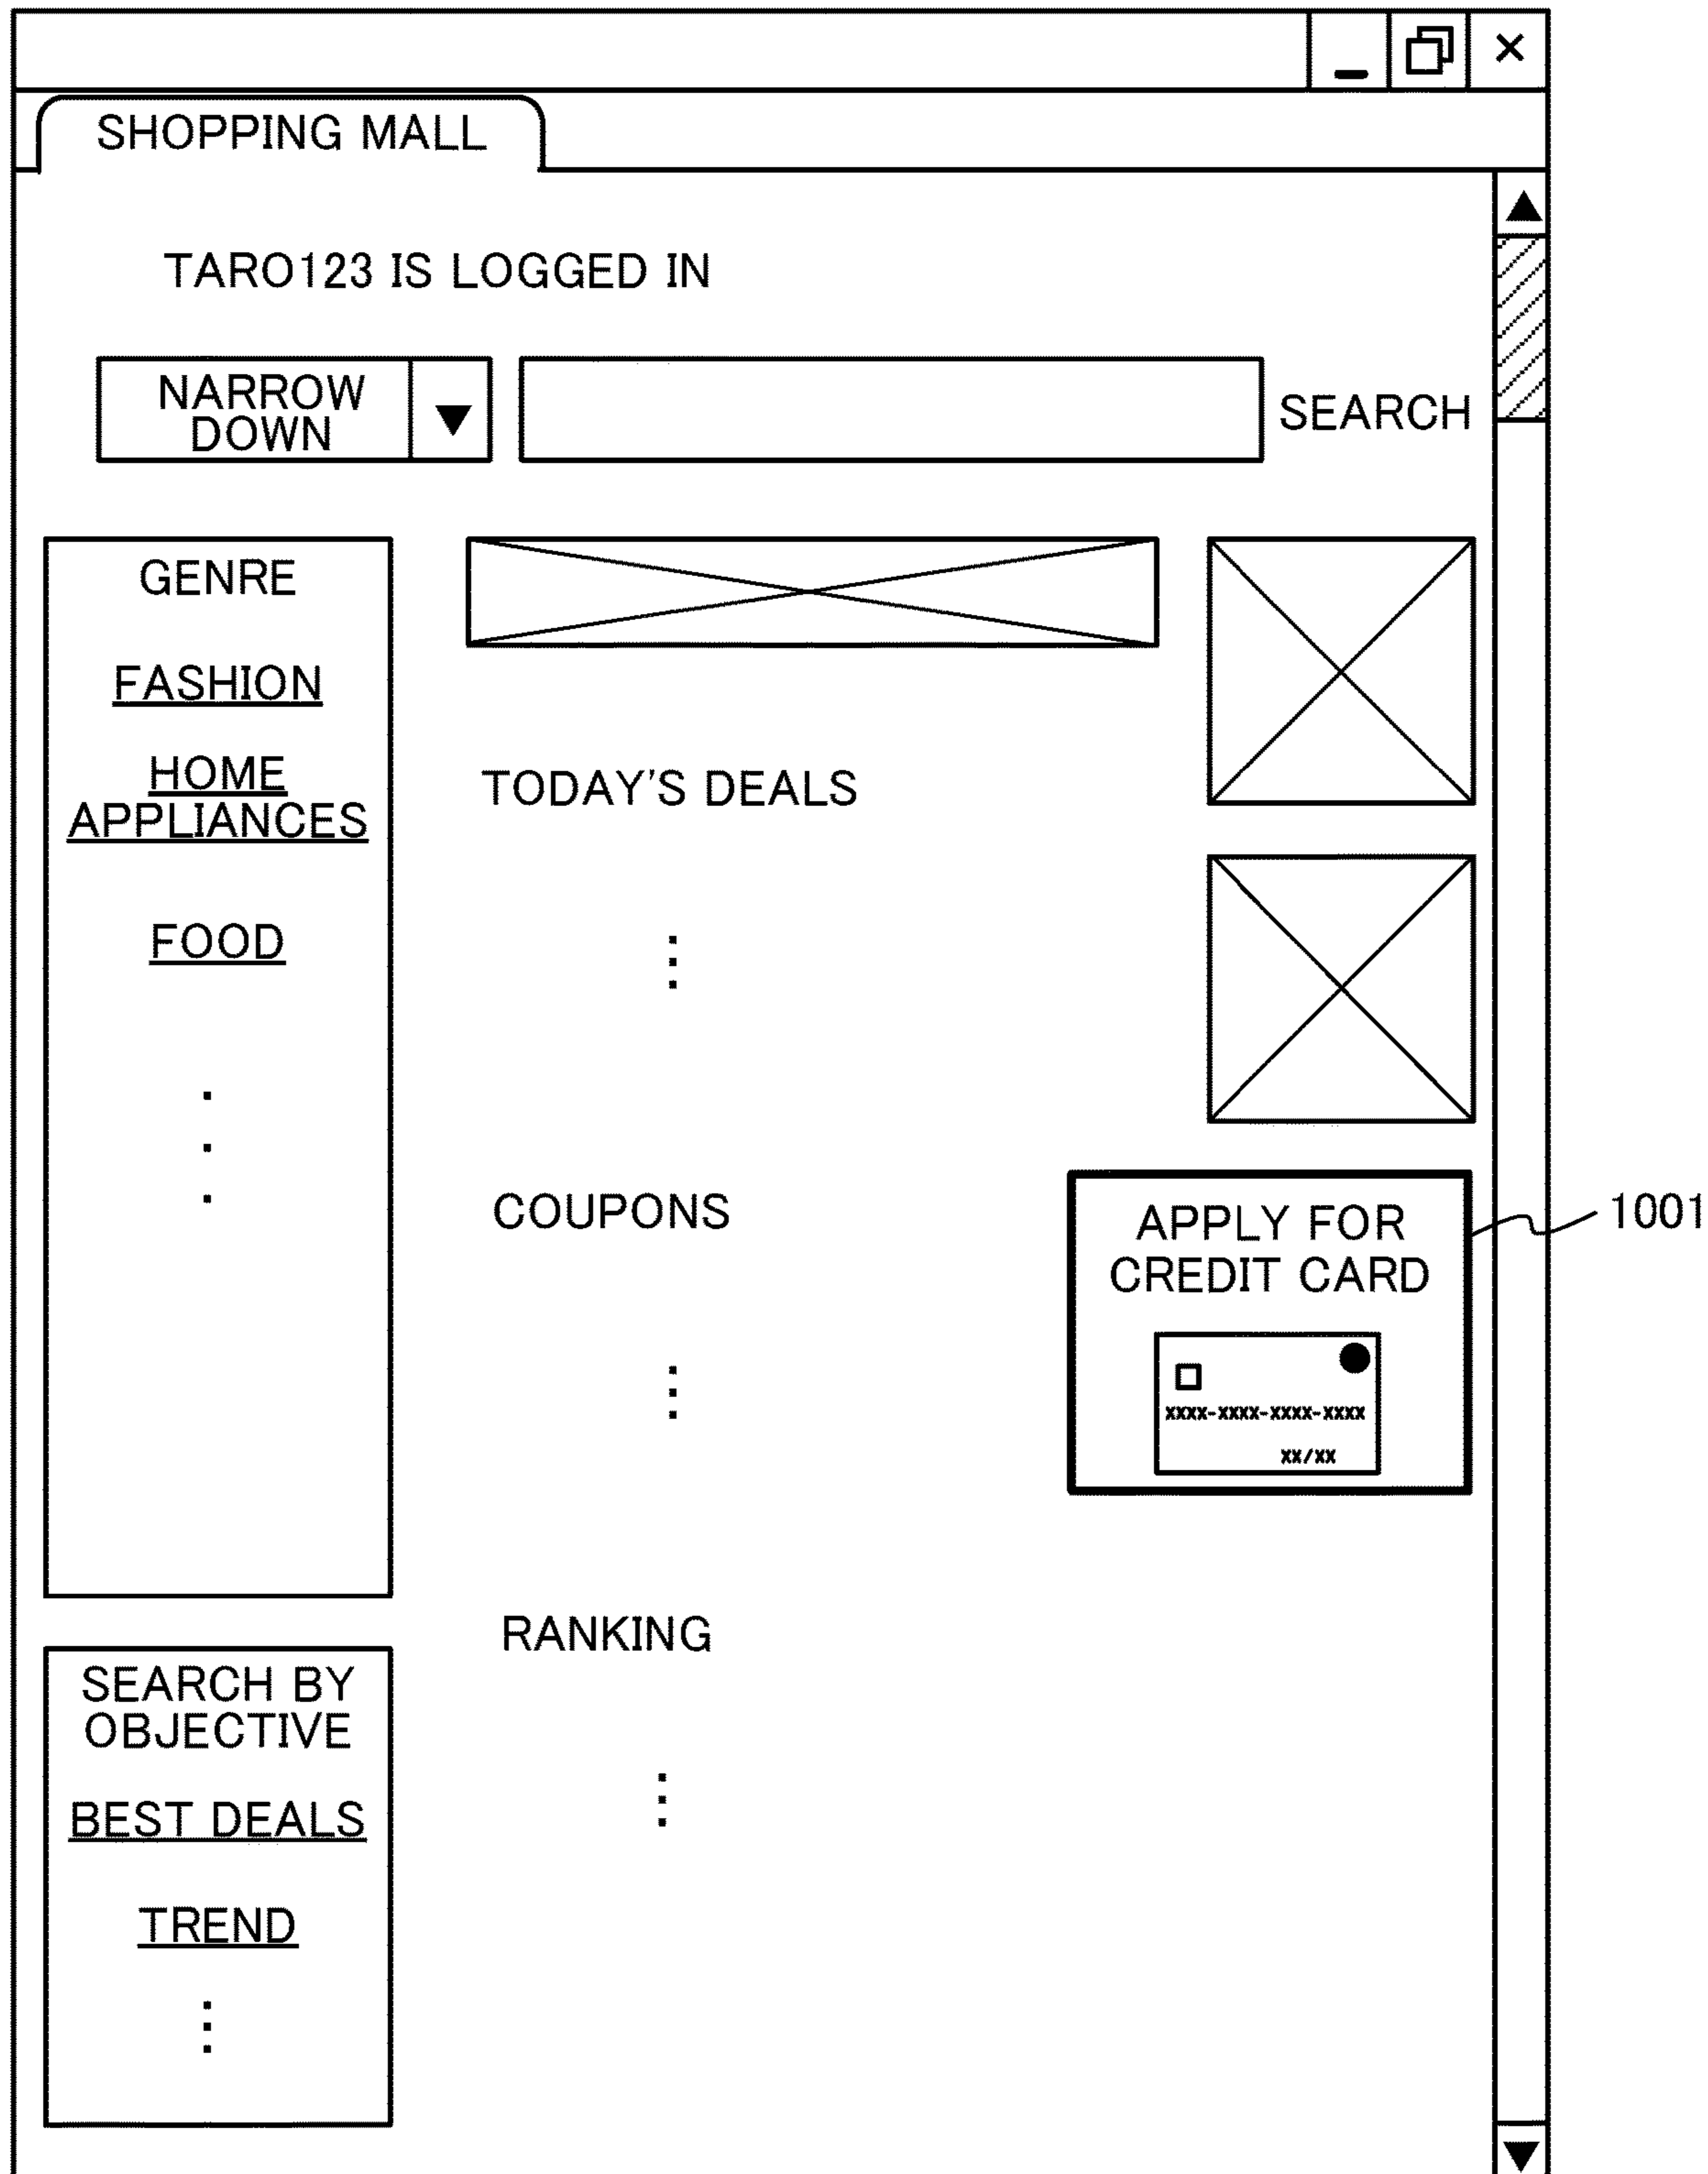 SHOPPING MALL
TARO123 IS LOGGED IN
NARROW
DOWN
SEARCH
GENRE
FASHION
HOME
APPLIANCES
FOOD
TODAY'S DEALS
COUPONS
RANKING
APPLY FOR
CREDIT CARD
XXXX-XXXX-XXXX-XXXX
XX/XX
1001
SEARCH BY
OBJECTIVE
BEST DEALS
TREND